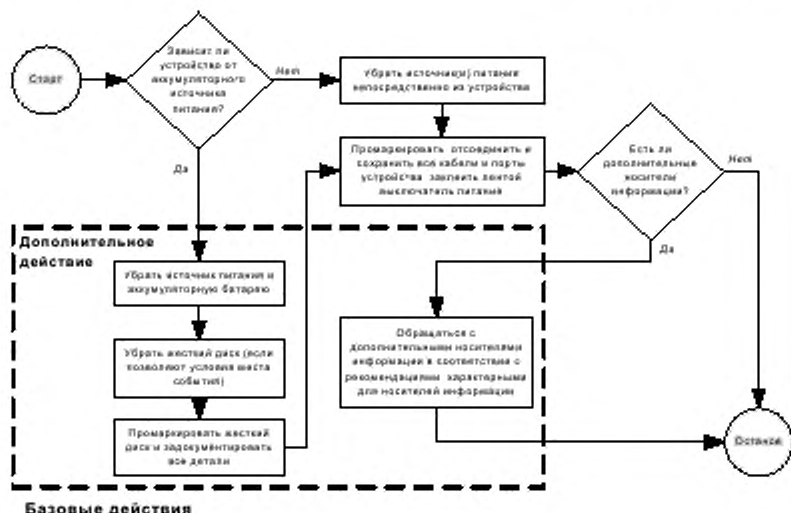 Старт
Зависит ли
устройство от
аккумуляторного
источника
питания?
Нет
Да
Убрать источник(и) питания
непосредственно из устройства
Промаркировать отсоединить и
сохранить все кабели и порты
устройства заклеить лентой
выключатель питания
Есть ли
дополнительные
носители
информации?
Нет
Да
Дополнительное
действие
Убрать источник питания и
аккумуляторную батарею
Убрать жесткий диск (если
позволяют условия места
события)
Промаркировать жесткий
диск и задокументировать
все детали
Обращаться с
дополнительными носителями
информации в соответствии с
рекомендациями характерными
для носителей информации
Останов
Базовые действия